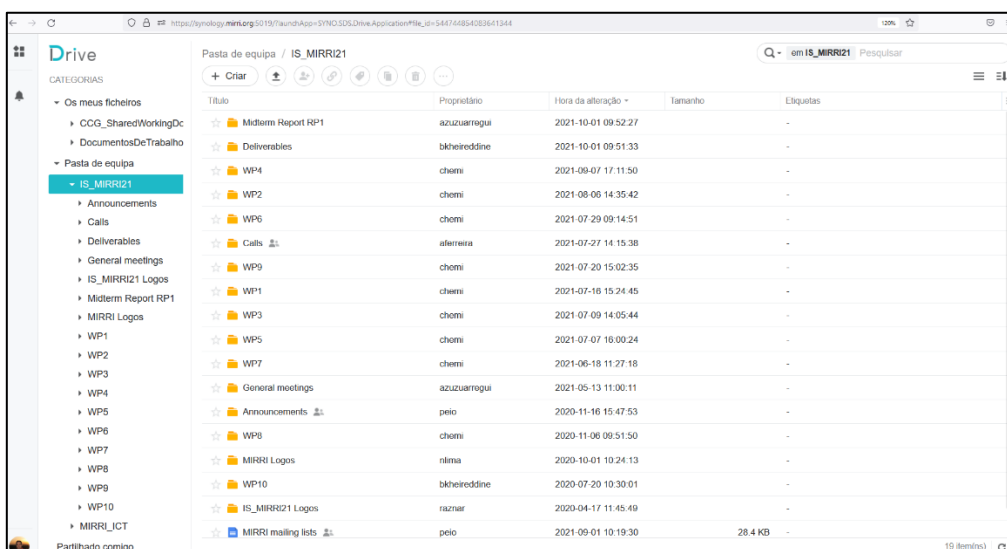 https://synology.mirri.org:5019/?launchApp=SYNO.SDS.Drive.Application#file_id=544744854083641344
120%
Drive
Pasta de equipa / IS_MIRRI21
em IS_MIRRI21 Pesquisar
+ Criar
CATEGORIAS
Os meus ficheiros
CCG_SharedWorkingDc
DocumentosDeTrabalho
Pasta de equipa
IS_MIRRI21
Announcements
Calls
Deliverables
General meetings
IS_MIRRI21 Logos
Midterm Report RP1
MIRRI Logos
WP1
WP2
WP3
WP4
WP5
WP6
WP7
WP8
WP9
WP10
MIRRI_ICT
Partilhado comigo
Título Proprietário Hora da alteração Tamanho Etiquetas
Midterm Report RP1 azuzuarregui 2021-10-01 09:52:27 -
Deliverables bkheireddine 2021-10-01 09:51:33 -
WP4 chemi 2021-09-07 17:11:50 -
WP2 chemi 2021-08-06 14:35:42 -
WP6 chemi 2021-07-29 09:14:51 -
Calls aferreira 2021-07-27 14:15:38 -
WP9 chemi 2021-07-20 15:02:35 -
WP1 chemi 2021-07-16 15:24:45 -
WP3 chemi 2021-07-09 14:05:44 -
WP5 chemi 2021-07-07 16:00:24 -
WP7 chemi 2021-06-18 11:27:18 -
General meetings azuzuarregui 2021-05-13 11:00:11 -
Announcements peio 2020-11-16 15:47:53 -
WP8 chemi 2020-11-06 09:51:50 -
MIRRI Logos nlima 2020-10-01 10:24:13 -
WP10 bkheireddine 2020-07-20 10:30:01 -
IS_MIRRI21 Logos raznar 2020-04-17 11:45:49 -
MIRRI mailing lists peio 2021-09-01 10:19:30 28.4 KB -
19 item(ns)